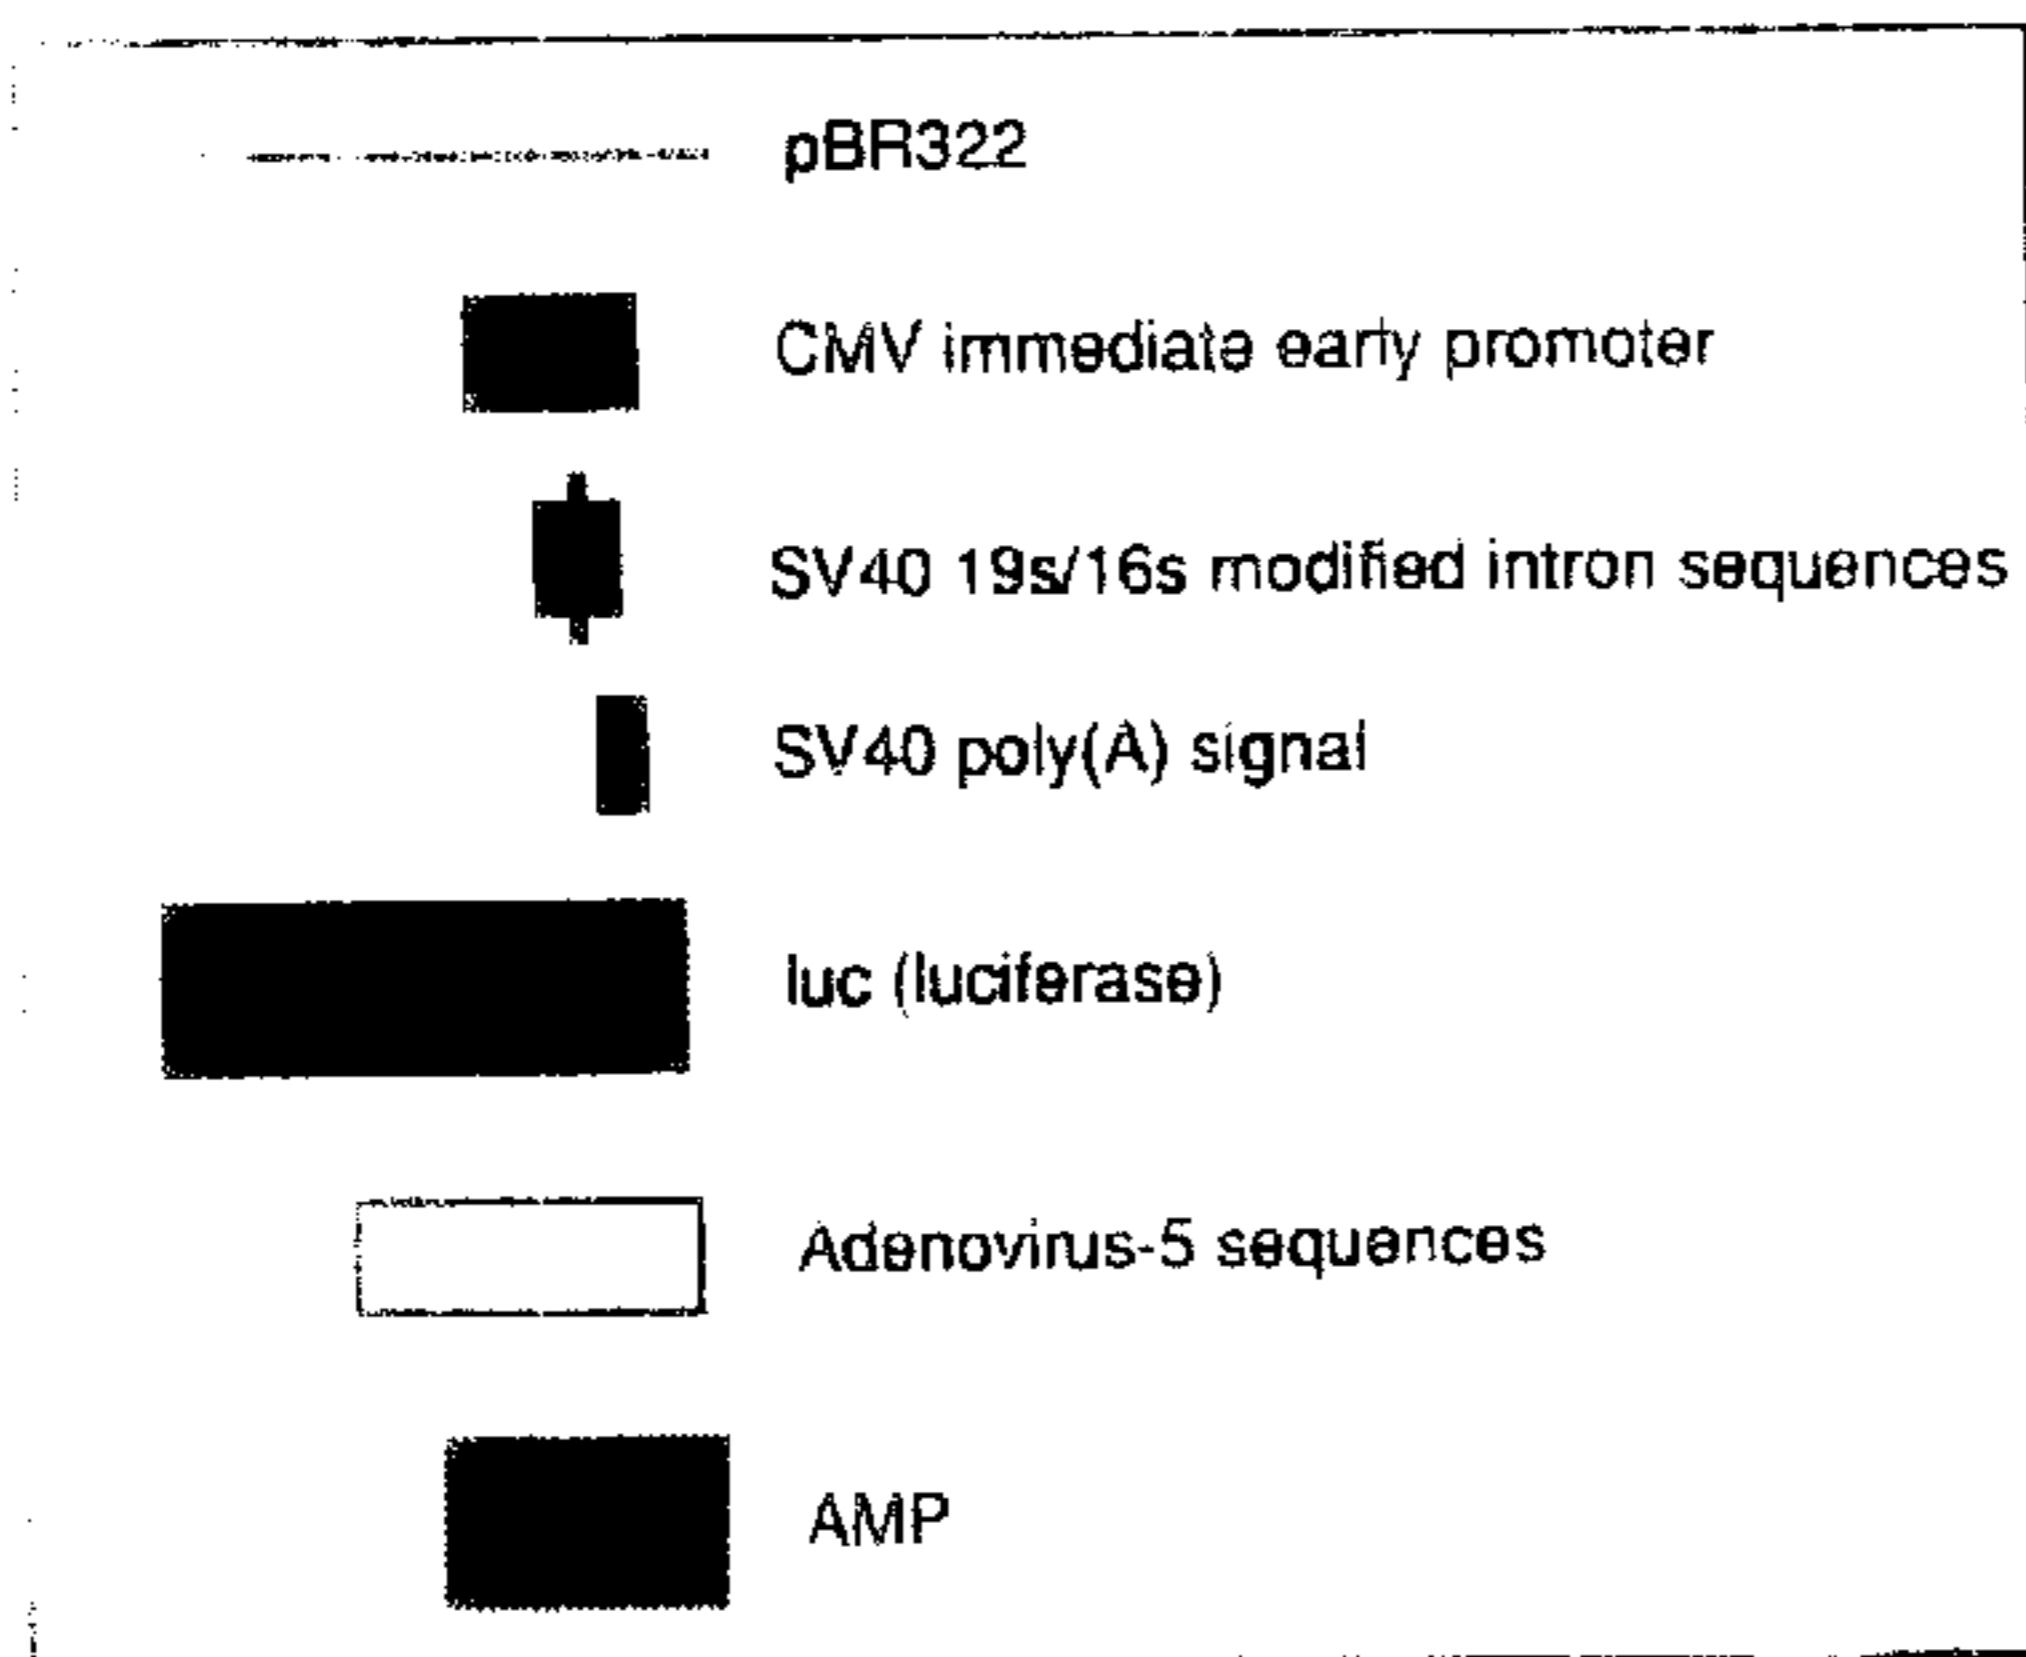 pBR322
CMV immediate early promoter
SV40 19s/16s modified intron sequences
SV40 poly(A) signal
luc (luciferase)
Adenovirus-5 sequences
AMP